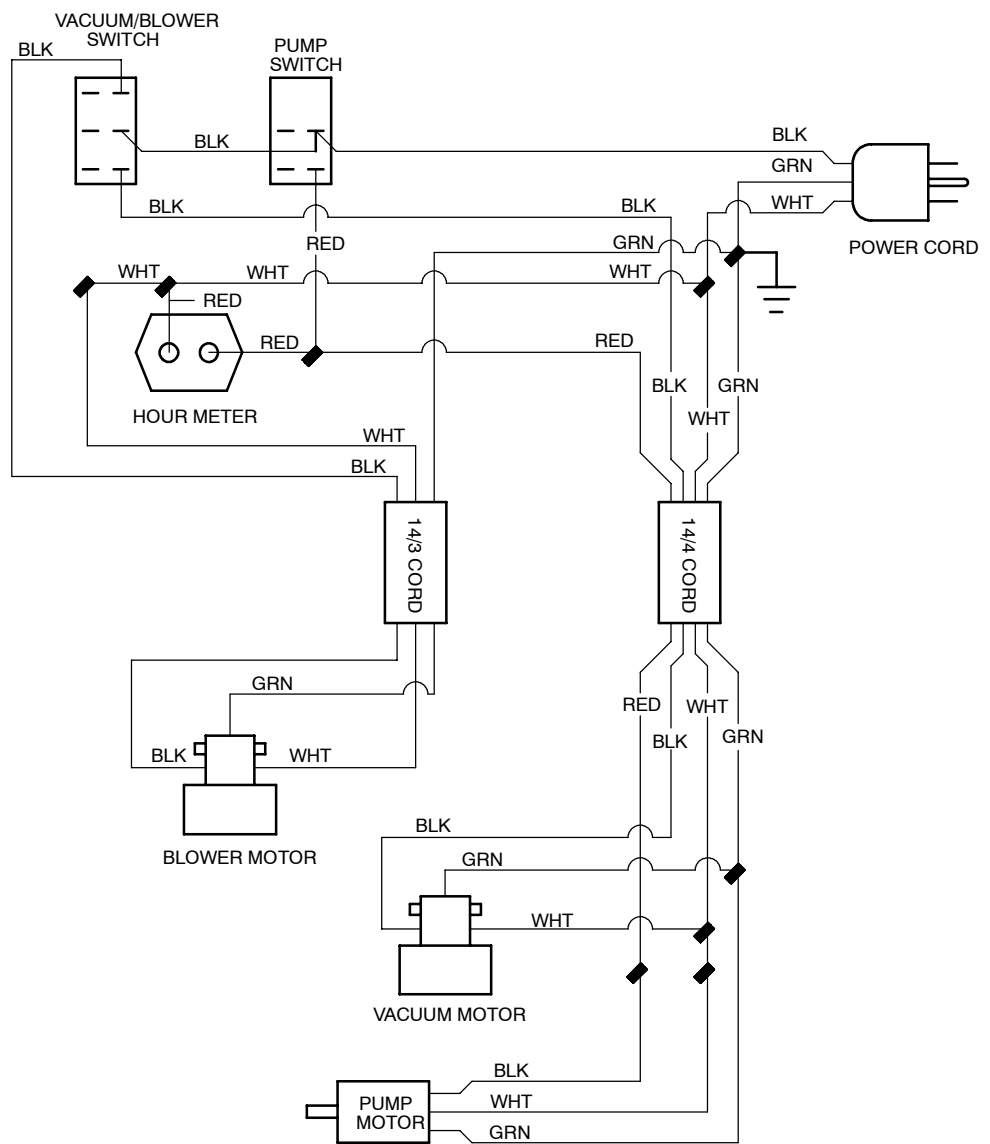 VACUUM/BLOWER
SWITCH
BLK
PUMP
SWITCH
BLK
BLK
GRN
WHT
POWER CORD
BLK
BLK
RED
GRN
WHT
WHT
WHT
RED
RED
RED
HOUR METER
BLK
GRN
WHT
WHT
BLK
14/3 CORD
14/4 CORD
GRN
RED
WHT
BLK
GRN
BLK
WHT
BLOWER MOTOR
BLK
GRN
WHT
VACUUM MOTOR
BLK
WHT
GRN
PUMP
MOTOR